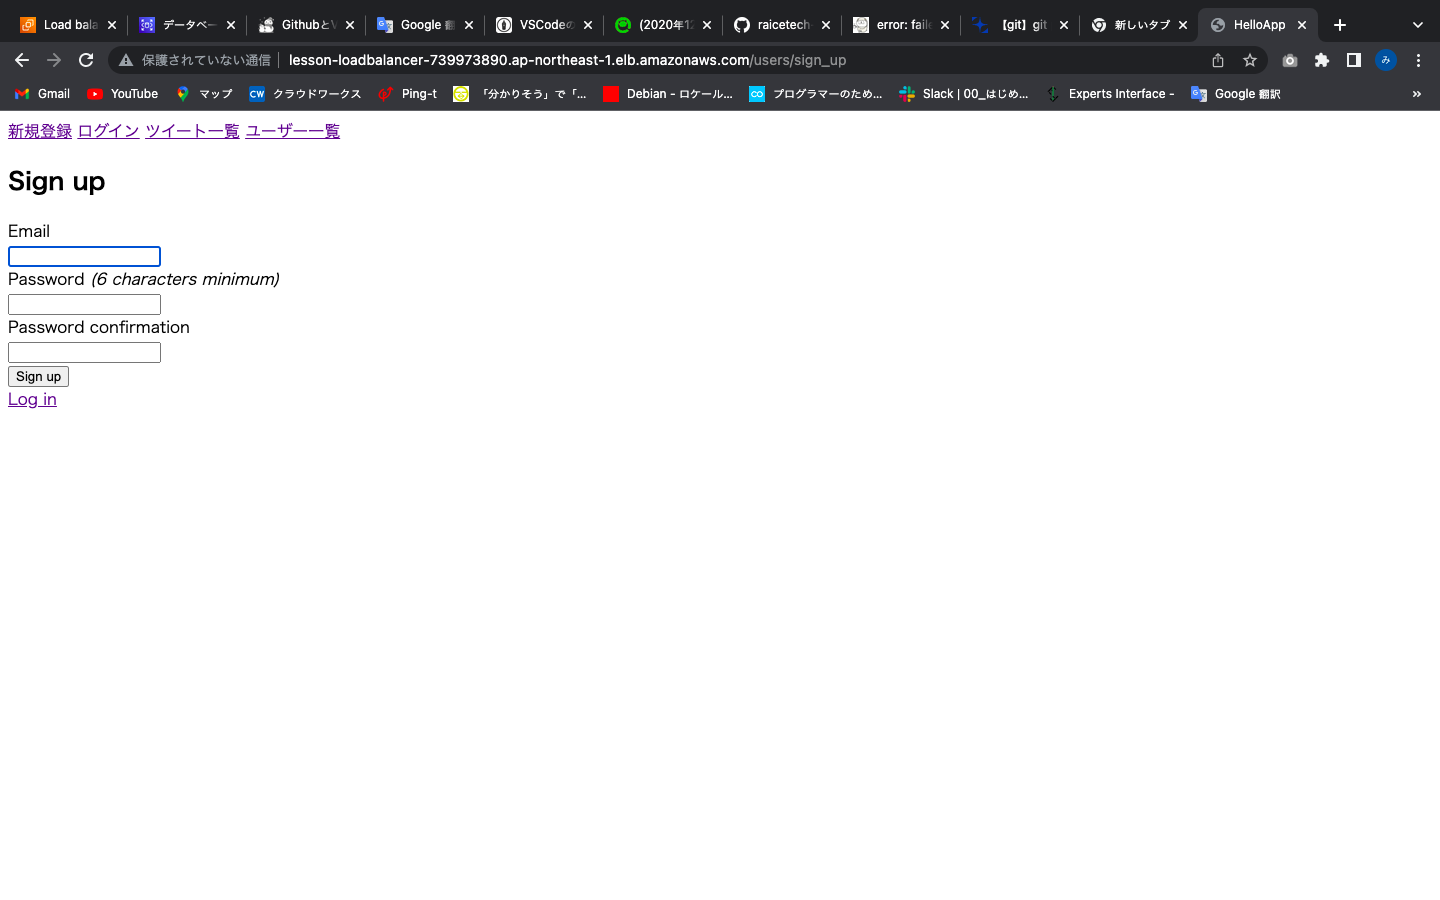 Load bala
データベー
GithubとV
Google 翻
VSCodeの
(2020年12
raicetech-
error: faile
【git】git
新しいタブ
HelloApp
保護されていない通信
lesson-loadbalancer-739973890.ap-northeast-1.elb.amazonaws.com/users/sign_up
み
Gmail
YouTube
マップ
CW
クラウドワークス
Ping-t
「分かりそう」で「...
Debian - ロケール...
CO
プログラマーのため...
Slack | 00_はじめ...
Experts Interface -
Google 翻訳
»
新規登録 ログイン ツイート一覧 ユーザー一覧
Sign up
Email
Password (6 characters minimum)
Password confirmation
Sign up
Log in